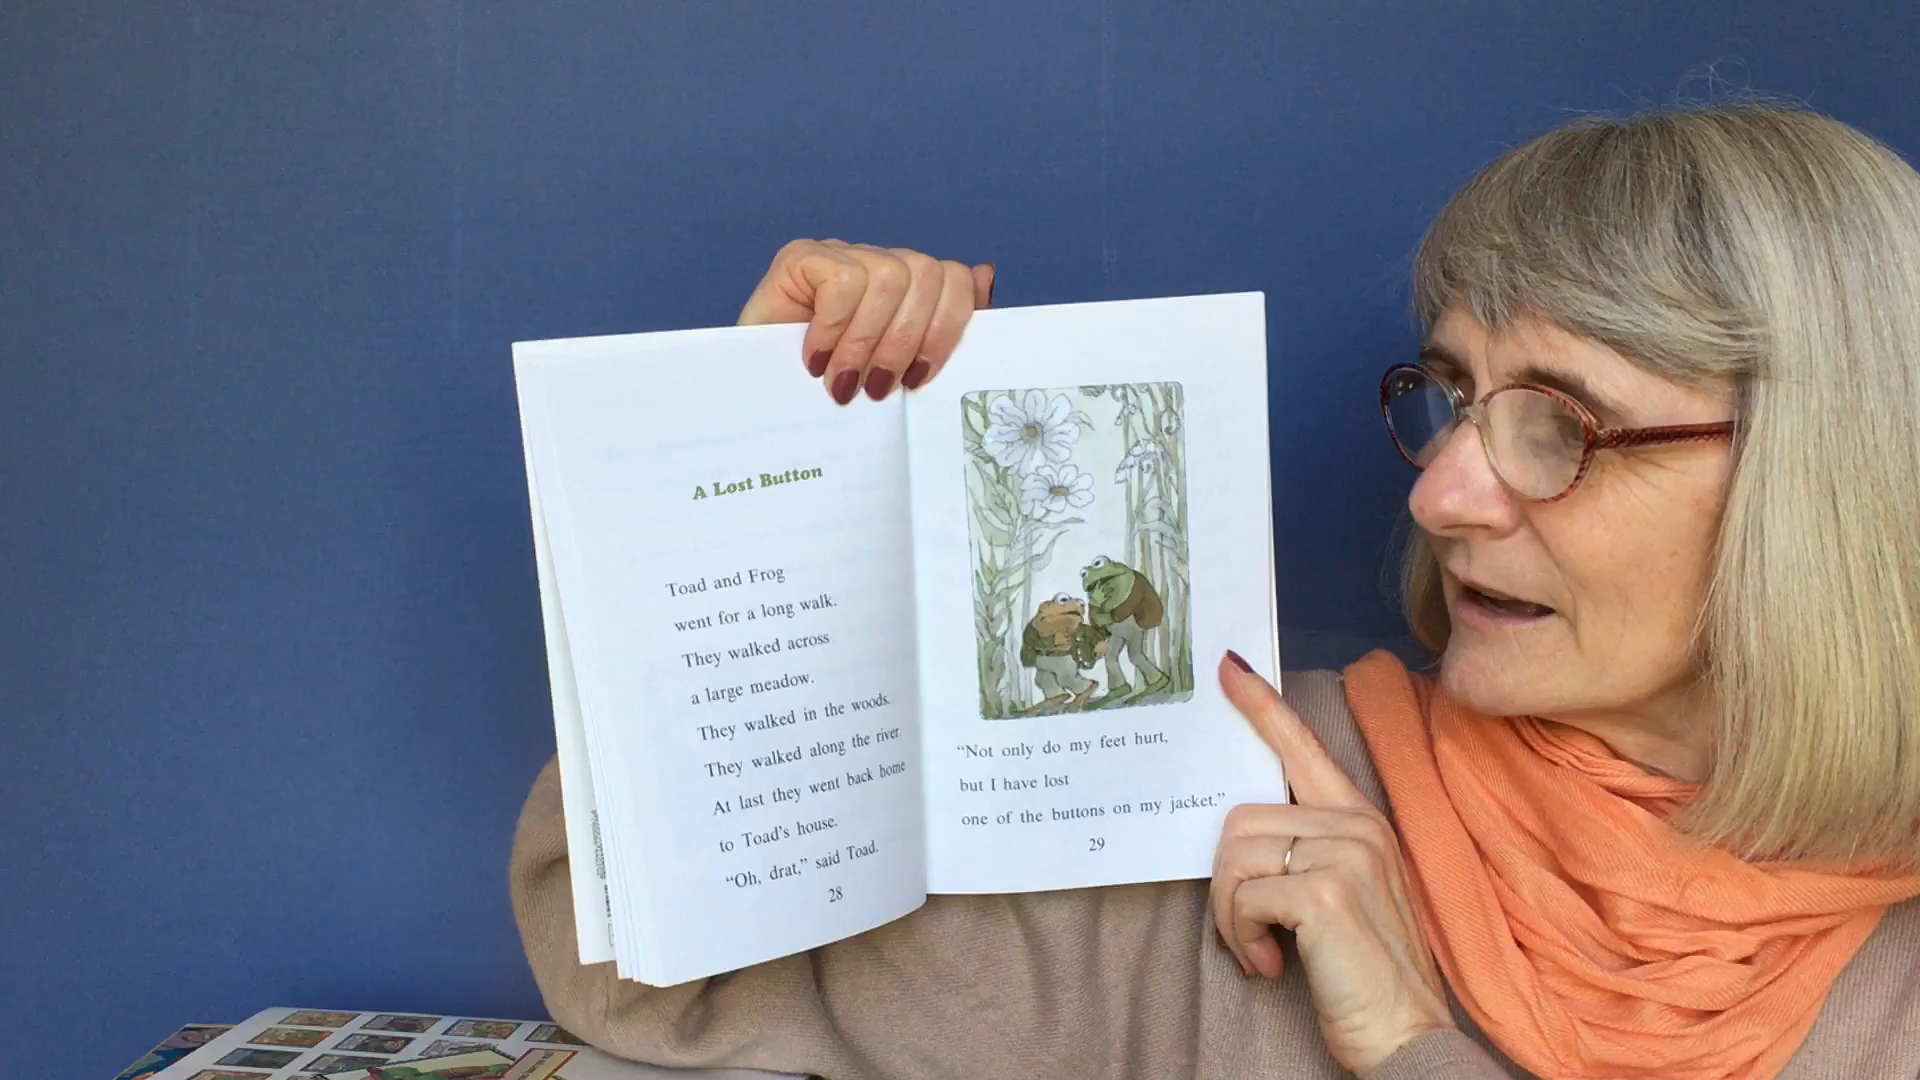 A Lost Button
Toad and Frog
went for a long walk.
They walked across
a large meadow.
They walked in the woods.
They walked along the river.
At last they went back home
to Toad's house.
“Oh, drat,” said Toad.
28
“Not only do my feet hurt,
but I have lost
one of the buttons on my jacket.”
29